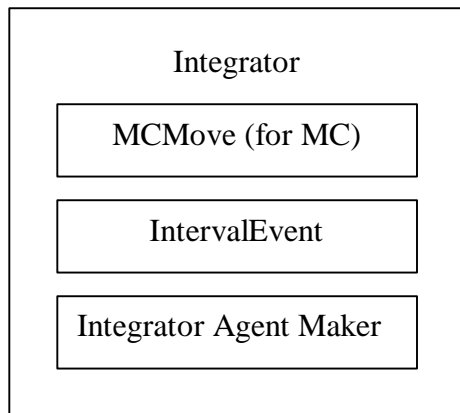 Integrator
MCMove (for MC)
IntervalEvent
Integrator Agent Maker